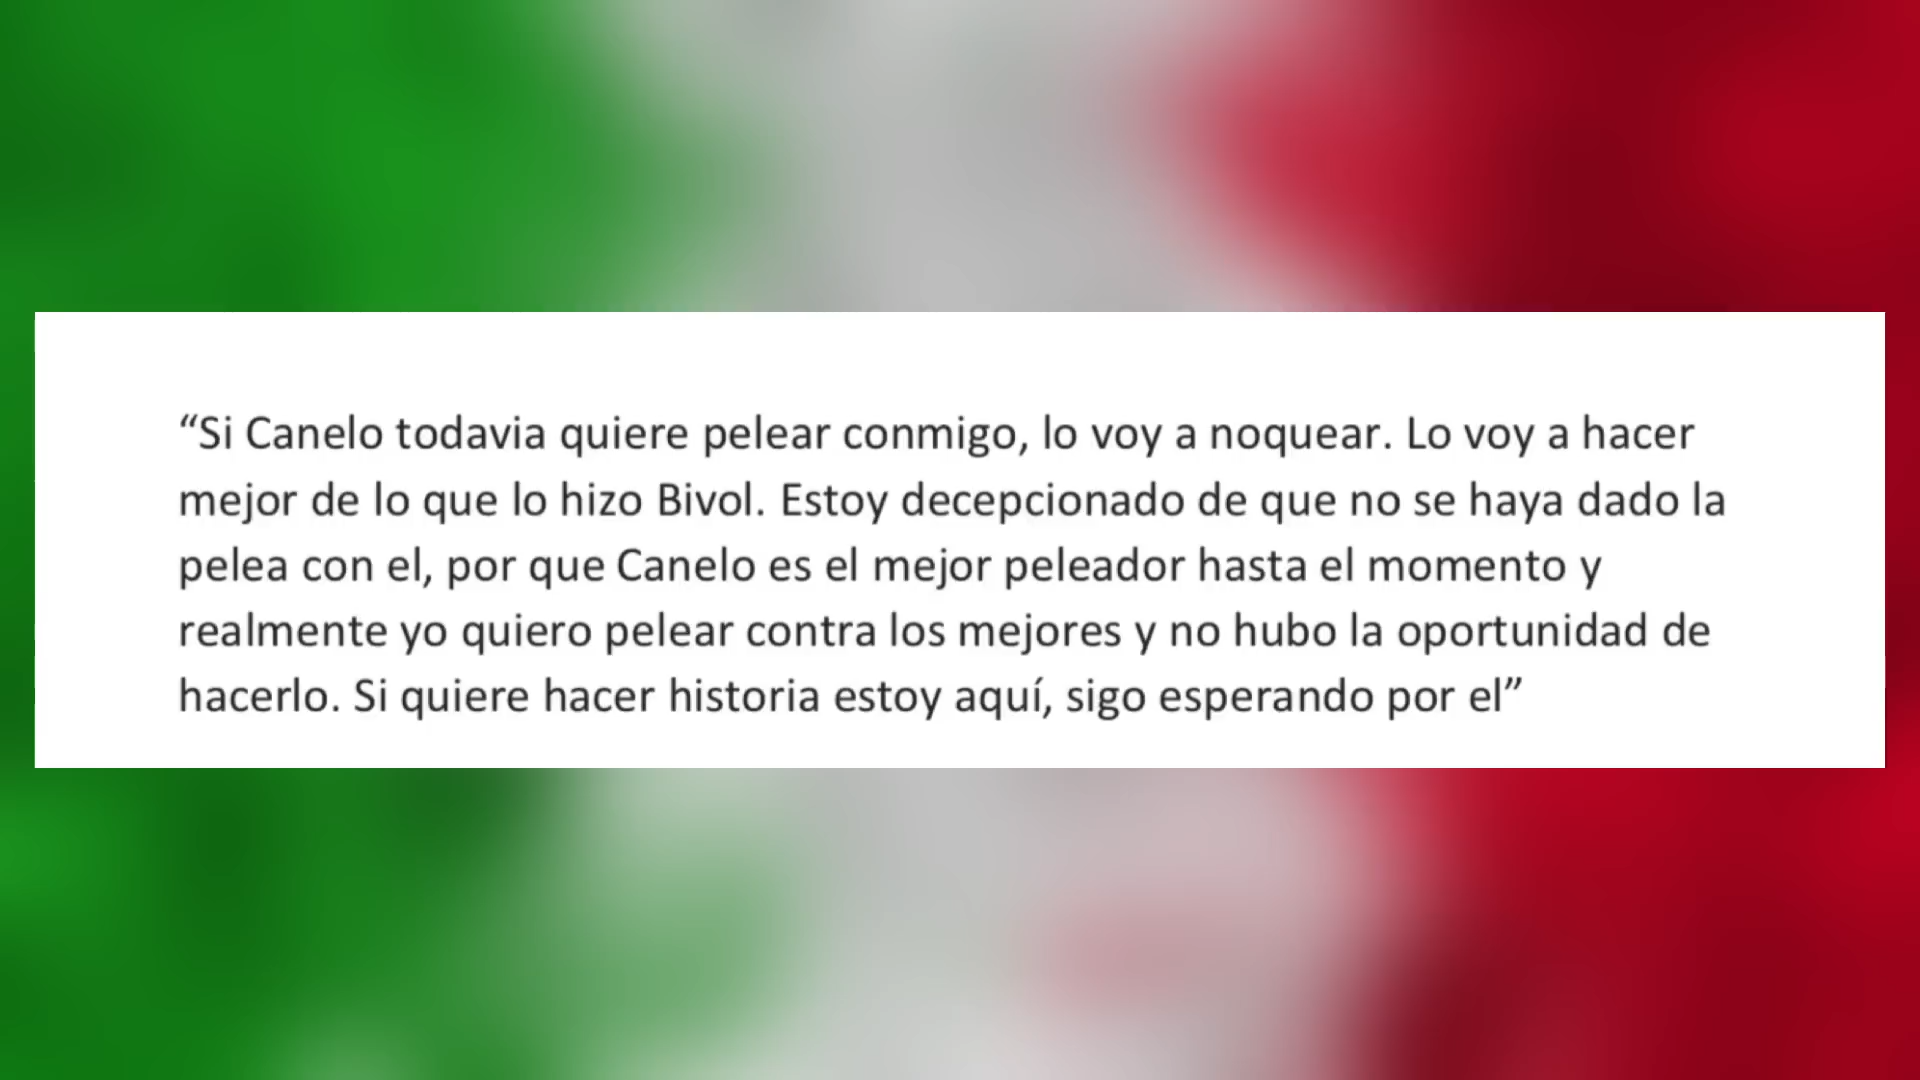 “Si Canelo todavia quiere pelear conmigo, lo voy a noquear. Lo voy a hacer
mejor de lo que lo hizo Bivol. Estoy decepcionado de que no se haya dado la
pelea con el, por que Canelo es el mejor peleador hasta el momento y
realmente yo quiero pelear contra los mejores y no hubo la oportunidad de
hacerlo. Si quiere hacer historia estoy aquí, sigo esperando por el”